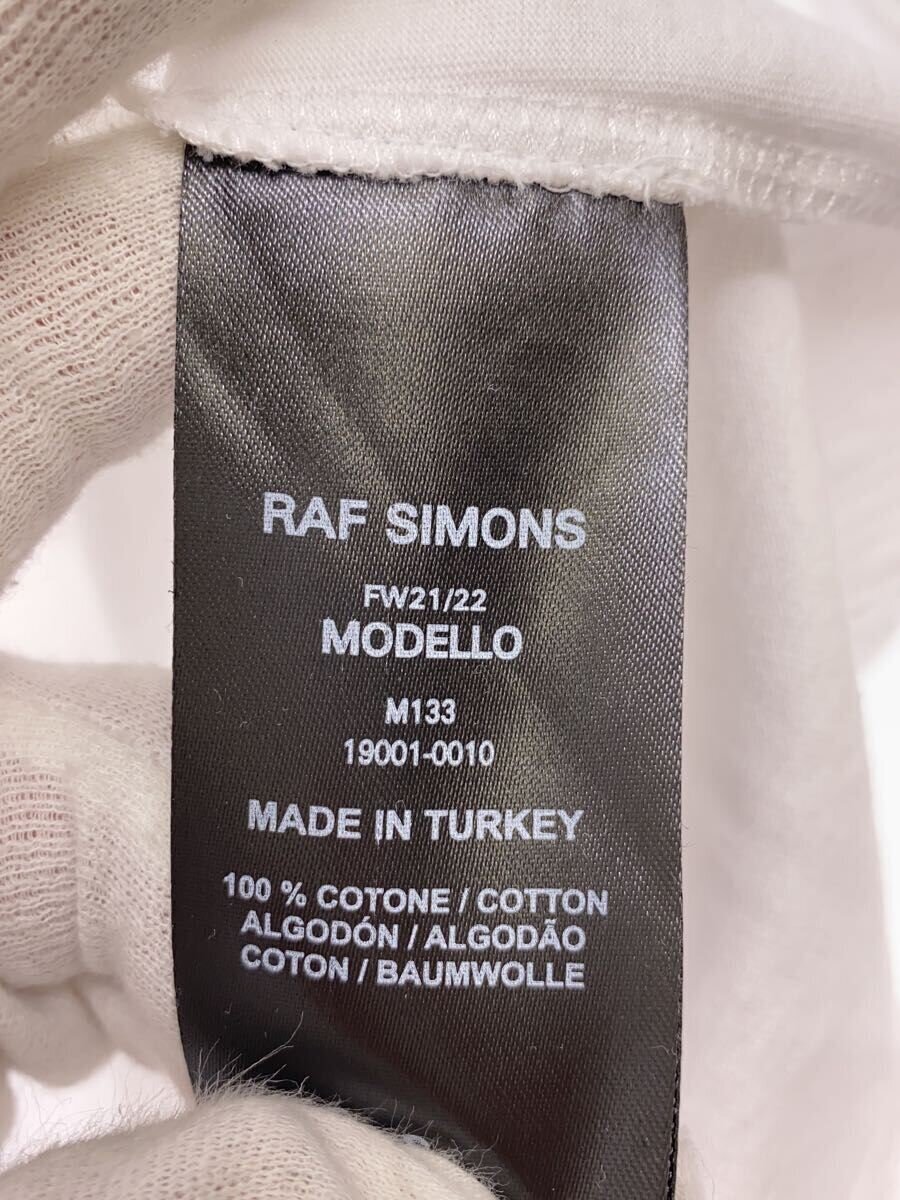 RAF SIMONS
FW21/22
MODELLO
M133
19001-0010
MADE IN TURKEY
100 % COTONE / COTTON
ALGODÓN / ALGODÃO
COTON / BAUMWOLLE